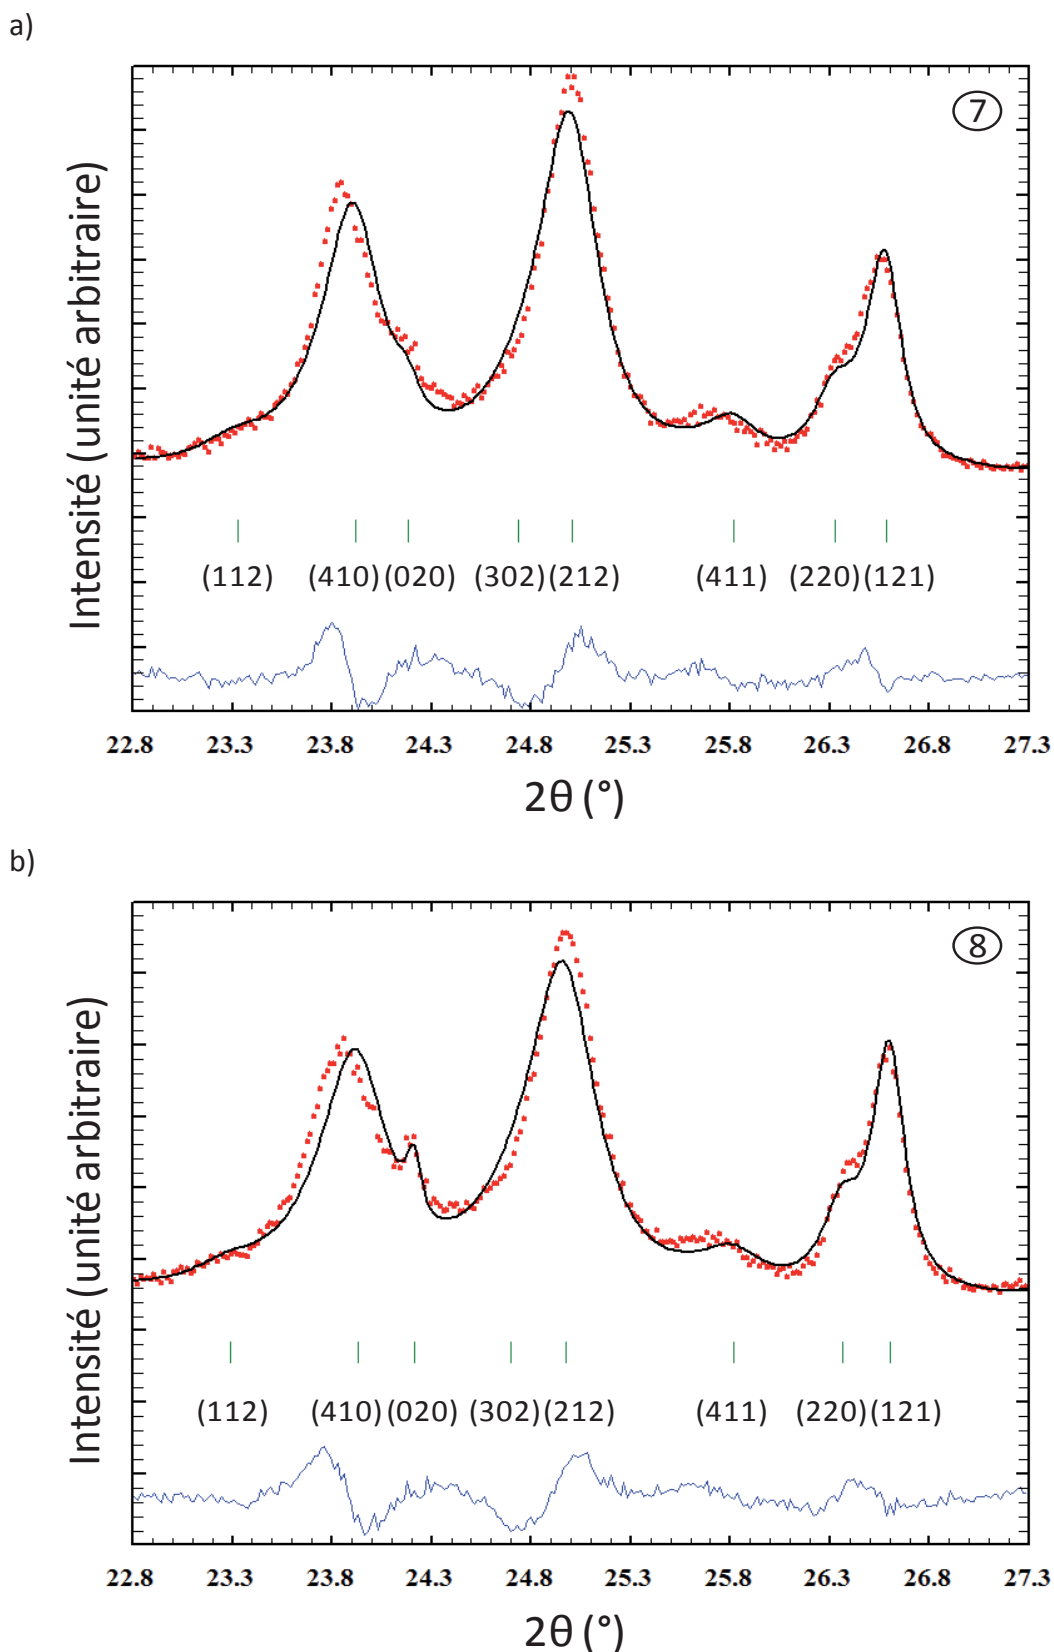 a)
7
Intensité (unité arbitraire)
(112) (410) (020) (302) (212) (411) (220) (121)
22.8 23.3 23.8 24.3 24.8 25.3 25.8 26.3 26.8 27.3
2θ (°)
b)
8
Intensité (unité arbitraire)
(112) (410) (020) (302) (212) (411) (220) (121)
22.8 23.3 23.8 24.3 24.8 25.3 25.8 26.3 26.8 27.3
2θ (°)